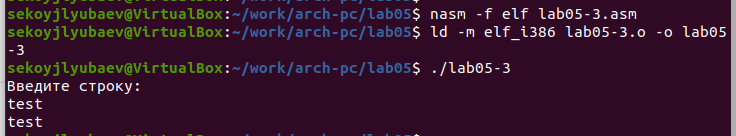 sekoyjlyubaev@VirtualBox:~/work/arch-pc/lab05$ nasm -f elf lab05-3.asm
sekoyjlyubaev@VirtualBox:~/work/arch-pc/lab05$ ld -m elf_i386 lab05-3.o -o lab05
-3
sekoyjlyubaev@VirtualBox:~/work/arch-pc/lab05$ ./lab05-3
Введите строку:
test
test